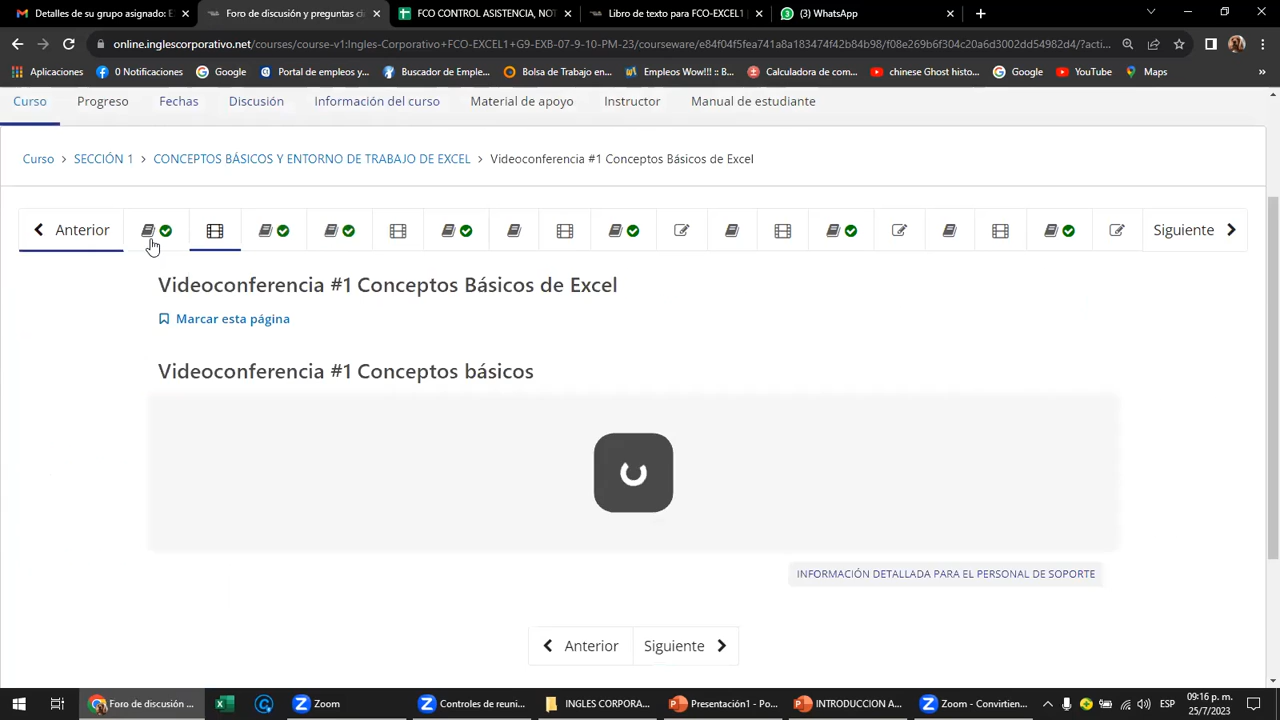 Detalles de su grupo asignado: E
Foro de discusión y preguntas ci
FCO CONTROL ASISTENCIA, NOT
Libro de texto para FCO-EXCEL1
(3) WhatsApp
online.inglescorporativo.net/courses/course-v1:Ingles-Corporativo+FCO-EXCEL1+G9-EXB-07-9-10-PM-23/courseware/e84f04f5fea741a8a183474f42b84b98/f08e269b6f304c20a6d3002dd54982d4/?acti...
Aplicaciones
0 Notificaciones
Google
Portal de empleos y...
Buscador de Emple...
Bolsa de Trabajo en...
Empleos Wow!!! :: B...
Calculadora de com...
chinese Ghost histo...
Google
YouTube
Maps
»
Curso
Progreso
Fechas
Discusión
Información del curso
Material de apoyo
Instructor
Manual de estudiante
Curso > SECCIÓN 1 > CONCEPTOS BÁSICOS Y ENTORNO DE TRABAJO DE EXCEL > Videoconferencia #1 Conceptos Básicos de Excel
Anterior
Siguiente
Videoconferencia #1 Conceptos Básicos de Excel
Marcar esta página
Videoconferencia #1 Conceptos básicos
INFORMACIÓN DETALLADA PARA EL PERSONAL DE SOPORTE
Anterior
Siguiente
Foro de discusión ...
Zoom
Controles de reuni...
INGLES CORPORA...
Presentación1 - Po...
INTRODUCCION A...
Zoom - Convirtien...
ESP
09:16 p. m.
25/7/2023